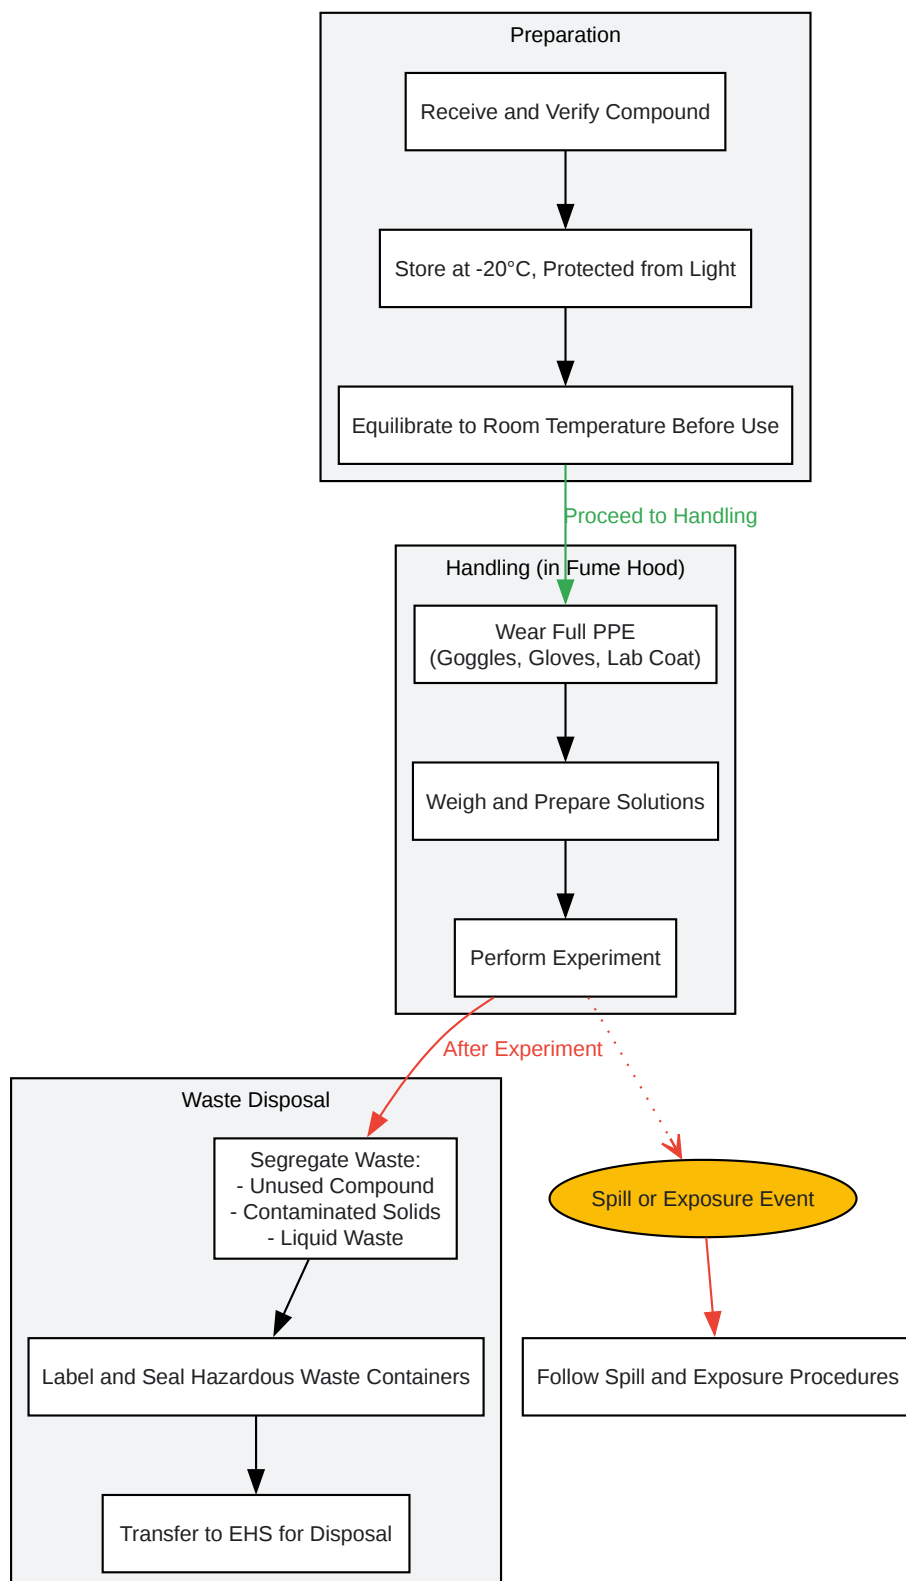 Preparation
Receive and Verify Compound
Store at -20°C, Protected from Light
Equilibrate to Room Temperature Before Use
Proceed to Handling
Handling (in Fume Hood)
Wear Full PPE
(Goggles, Gloves, Lab Coat)
Weigh and Prepare Solutions
Perform Experiment
After Experiment
Waste Disposal
Segregate Waste:
- Unused Compound
- Contaminated Solids
- Liquid Waste
Spill or Exposure Event
Label and Seal Hazardous Waste Containers
Follow Spill and Exposure Procedures
Transfer to EHS for Disposal